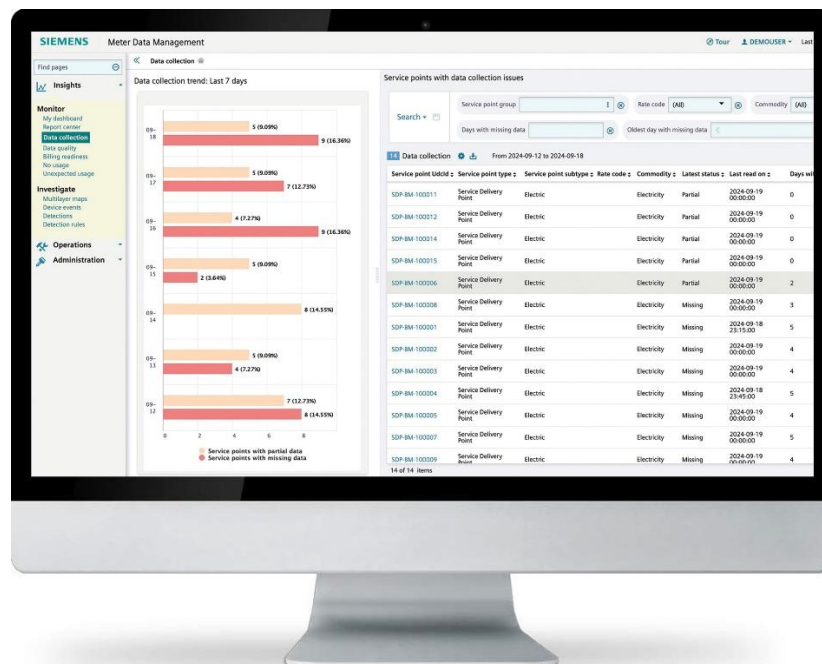 SIEMENS Meter Data Management
Tour DEMOUSER Last
Find pages
Insights
Monitor
My dashboard
Report center
Data collection
Data quality
Billing readiness
No usage
Unexpected usage
Investigate
Multilayer maps
Device events
Detections
Detection rules
Operations
Administration
Data collection
Data collection trend: Last 7 days
09-18
5 (9.09%)
9 (16.36%)
09-17
5 (9.09%)
7 (12.73%)
09-16
4 (7.27%)
9 (16.36%)
09-15
5 (9.09%)
2 (3.64%)
09-14
8 (14.55%)
09-13
5 (9.09%)
4 (7.27%)
09-12
7 (12.73%)
8 (14.55%)
0 2 4 6 8
Service points with partial data
Service points with missing data
Service points with data collection issues
Search
Service point group
Rate code (All)
Commodity (All)
Days with missing data
Oldest day with missing data <
14 Data collection From 2024-09-12 to 2024-09-18
Service point UdcId Service point type Service point subtype Rate code Commodity Latest status Last read on Days wi
SDP-BM-100011 Service Delivery Point Electric Electricity Partial 2024-09-19 00:00:00 0
SDP-BM-100012 Service Delivery Point Electric Electricity Partial 2024-09-19 00:00:00 0
SDP-BM-100014 Service Delivery Point Electric Electricity Partial 2024-09-19 00:00:00 0
SDP-BM-100015 Service Delivery Point Electric Electricity Partial 2024-09-19 00:00:00 0
SDP-BM-100006 Service Delivery Point Electric Electricity Partial 2024-09-19 00:00:00 2
SDP-BM-100008 Service Delivery Point Electric Electricity Missing 2024-09-19 00:00:00 3
SDP-BM-100001 Service Delivery Point Electric Electricity Missing 2024-09-18 23:15:00 5
SDP-BM-100002 Service Delivery Point Electric Electricity Missing 2024-09-19 00:00:00 4
SDP-BM-100003 Service Delivery Point Electric Electricity Missing 2024-09-19 00:00:00 4
SDP-BM-100004 Service Delivery Point Electric Electricity Missing 2024-09-18 23:45:00 5
SDP-BM-100005 Service Delivery Point Electric Electricity Missing 2024-09-19 00:00:00 4
SDP-BM-100007 Service Delivery Point Electric Electricity Missing 2024-09-19 00:00:00 5
SDP-BM-100009 Service Delivery Point Electric Electricity Missing 2024-09-19 00:00:00 4
14 of 14 items